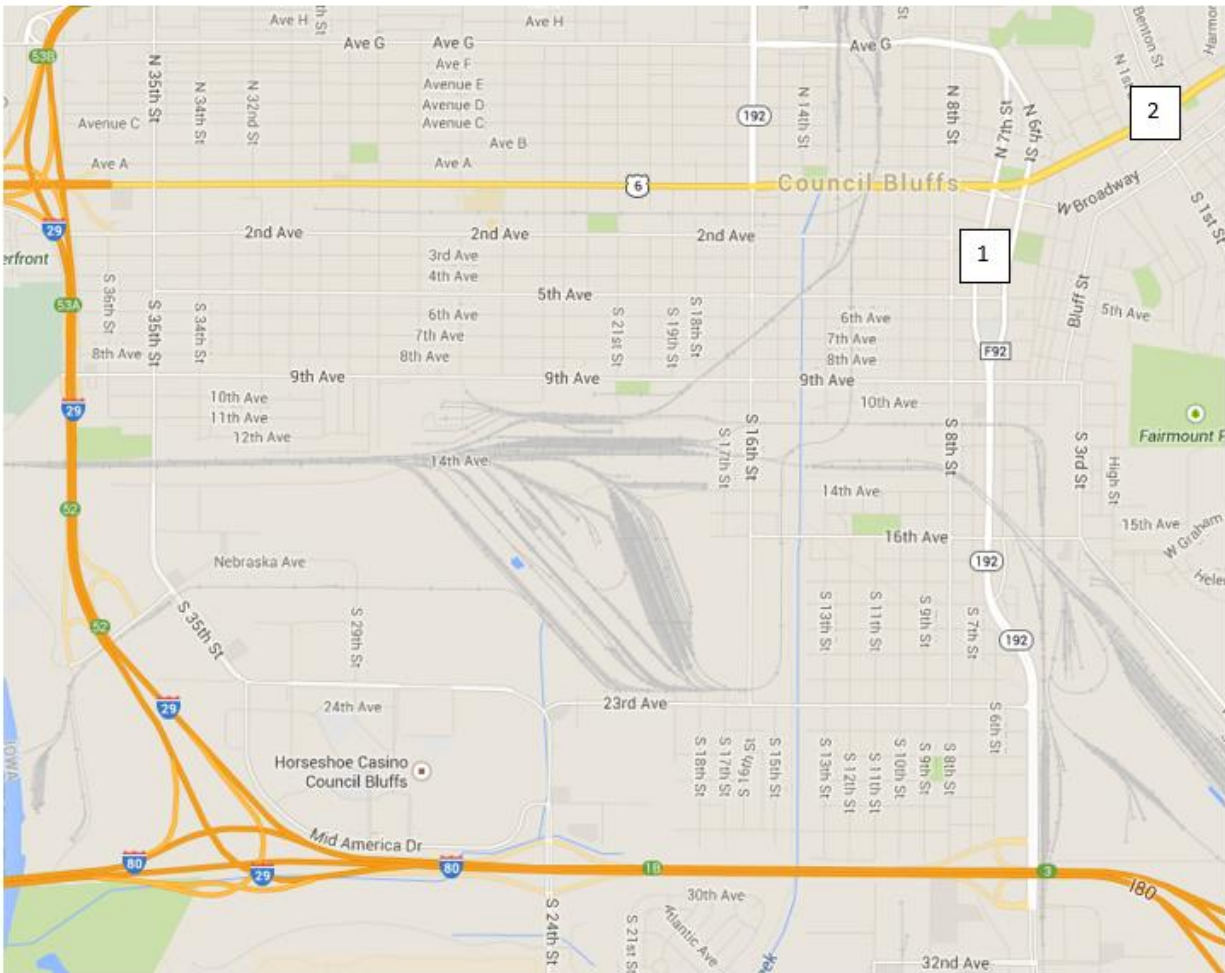 Ave H
Ave H
Benton St
Harmon
53B
Ave G
Ave G
Ave G
N 35th St
Ave F
N 34th St
N 32nd St
Avenue E
N 14th St
N 8th St
N 7th St
N 6th St
N 1st
2
Avenue D
Avenue C
Avenue C
192
Ave B
Ave A
Ave A
6
Council Bluffs
W Broadway
S 1st St
29
2nd Ave
2nd Ave
2nd Ave
1
erfront
3rd Ave
4th Ave
53A
S 36th St
S 35th St
S 34th St
5th Ave
Bluff St
5th Ave
6th Ave
S 21st St
S 19th St
S 18th St
6th Ave
7th Ave
7th Ave
8th Ave
8th Ave
8th Ave
F92
9th Ave
9th Ave
9th Ave
29
10th Ave
10th Ave
11th Ave
12th Ave
S 17th St
S 16th St
S 8th St
S 3rd St
High St
Fairmount P
14th Ave
14th Ave
52
15th Ave
W Graham
16th Ave
Nebraska Ave
192
Helen
S 35th St
S 29th St
S 13th St
S 11th St
S 9th St
S 7th St
52
192
29
24th Ave
23rd Ave
S 6th St
IOWA
Horseshoe Casino
Council Bluffs
S 18th St
S 17th St
S 16th St
S 15th St
S 13th St
S 12th St
S 11th St
S 10th St
S 9th St
S 8th St
Mid America Dr
80
29
80
1B
3
I80
30th Ave
S 24th St
S 21st St
Atlantic Ave
32nd Ave